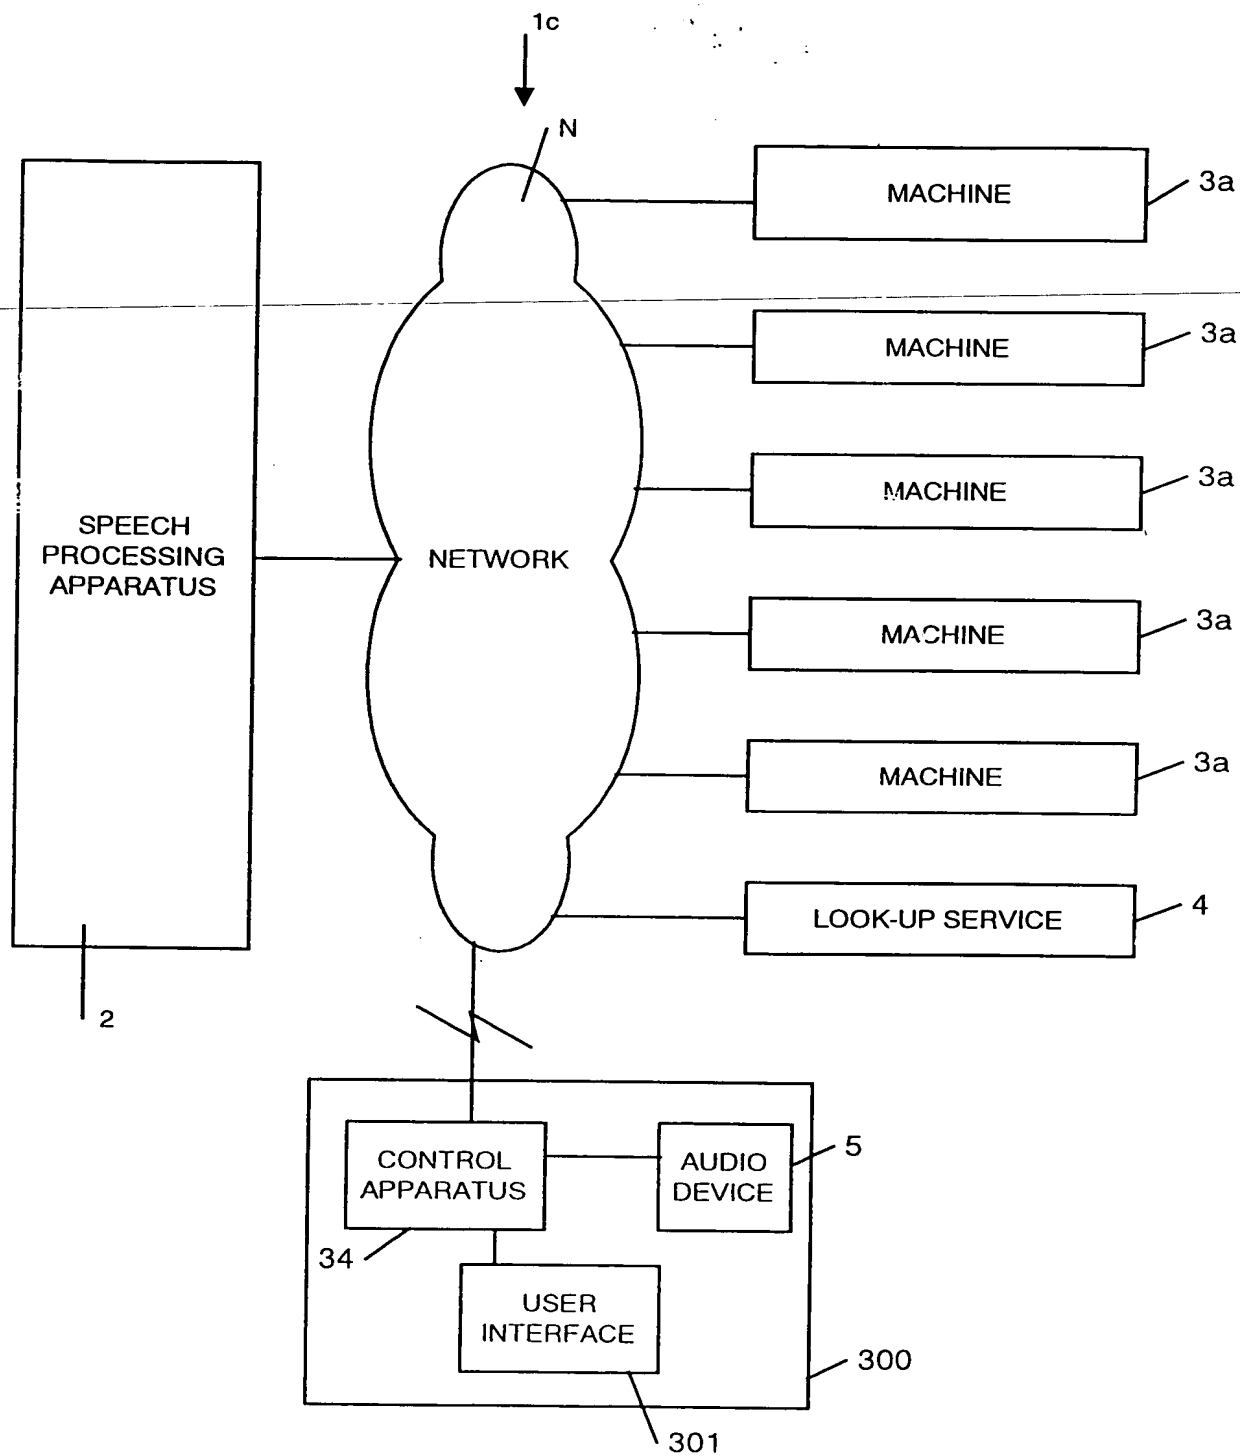 1c
N
MACHINE
3a
MACHINE
3a
MACHINE
3a
SPEECH
PROCESSING
APPARATUS
NETWORK
MACHINE
3a
MACHINE
3a
LOOK-UP SERVICE
4
2
CONTROL
APPARATUS
AUDIO
DEVICE
5
34
USER
INTERFACE
300
301